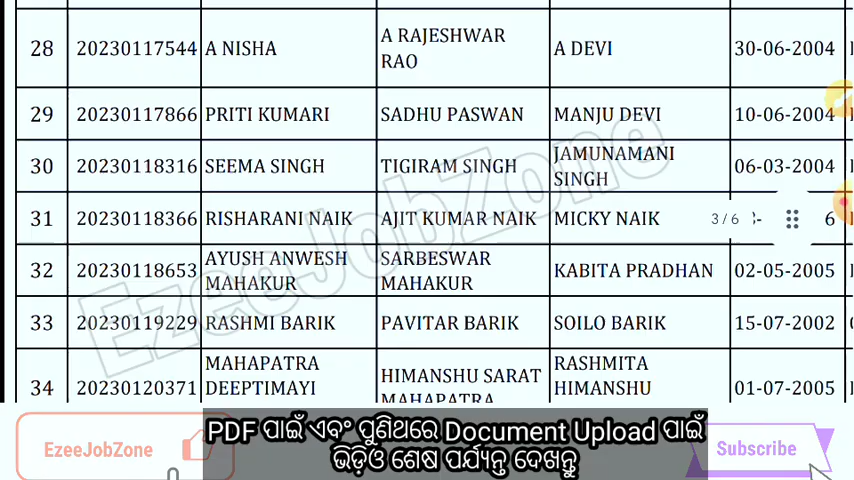 28 20230117544 A NISHA A RAJESHWAR RAO A DEVI 30-06-2004
29 20230117866 PRITI KUMARI SADHU PASWAN MANJU DEVI 10-06-2004
30 20230118316 SEEMA SINGH TIGIRAM SINGH JAMUNAMANI SINGH 06-03-2004
31 20230118366 RISHARANI NAIK AJIT KUMAR NAIK MICKY NAIK 3 / 6 6
32 20230118653 AYUSH ANWESH MAHAKUR SARBESWAR MAHAKUR KABITA PRADHAN 02-05-2005
33 20230119229 RASHMI BARIK PAVITAR BARIK SOILO BARIK 15-07-2002
34 20230120371 MAHAPATRA DEEPTIMAYI HIMANSHU SARAT MAHAPATRA RASHMITA HIMANSHU 01-07-2005
EzeeJobZone
EzeeJobZone
PDF ପାଇଁ ଏବଂ ପୁଣିଥରେ Document Upload ପାଇଁ
ଭିଡ଼ିଓ ଶେଷ ପର୍ଯ୍ୟନ୍ତ ଦେଖନ୍ତୁ
Subscribe